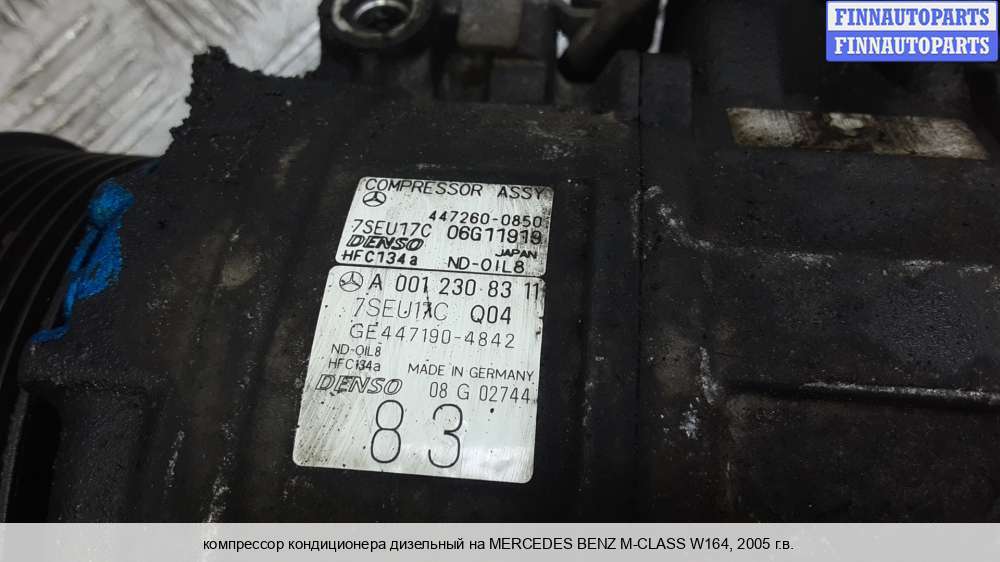 FINNAUTOPARTS
FINNAUTOPARTS
COMPRESSOR ASSY
447260-0850
7SEU17C 06G11919
DENSO JAPAN
HFC134a ND-OIL8
A 001 230 83 11
7SEU17C Q04
GE447190-4842
ND-OIL8
HFC134a MADE IN GERMANY
DENSO 08 G 02744
83
компрессор кондиционера дизельный на MERCEDES BENZ M-CLASS W164, 2005 г.в.